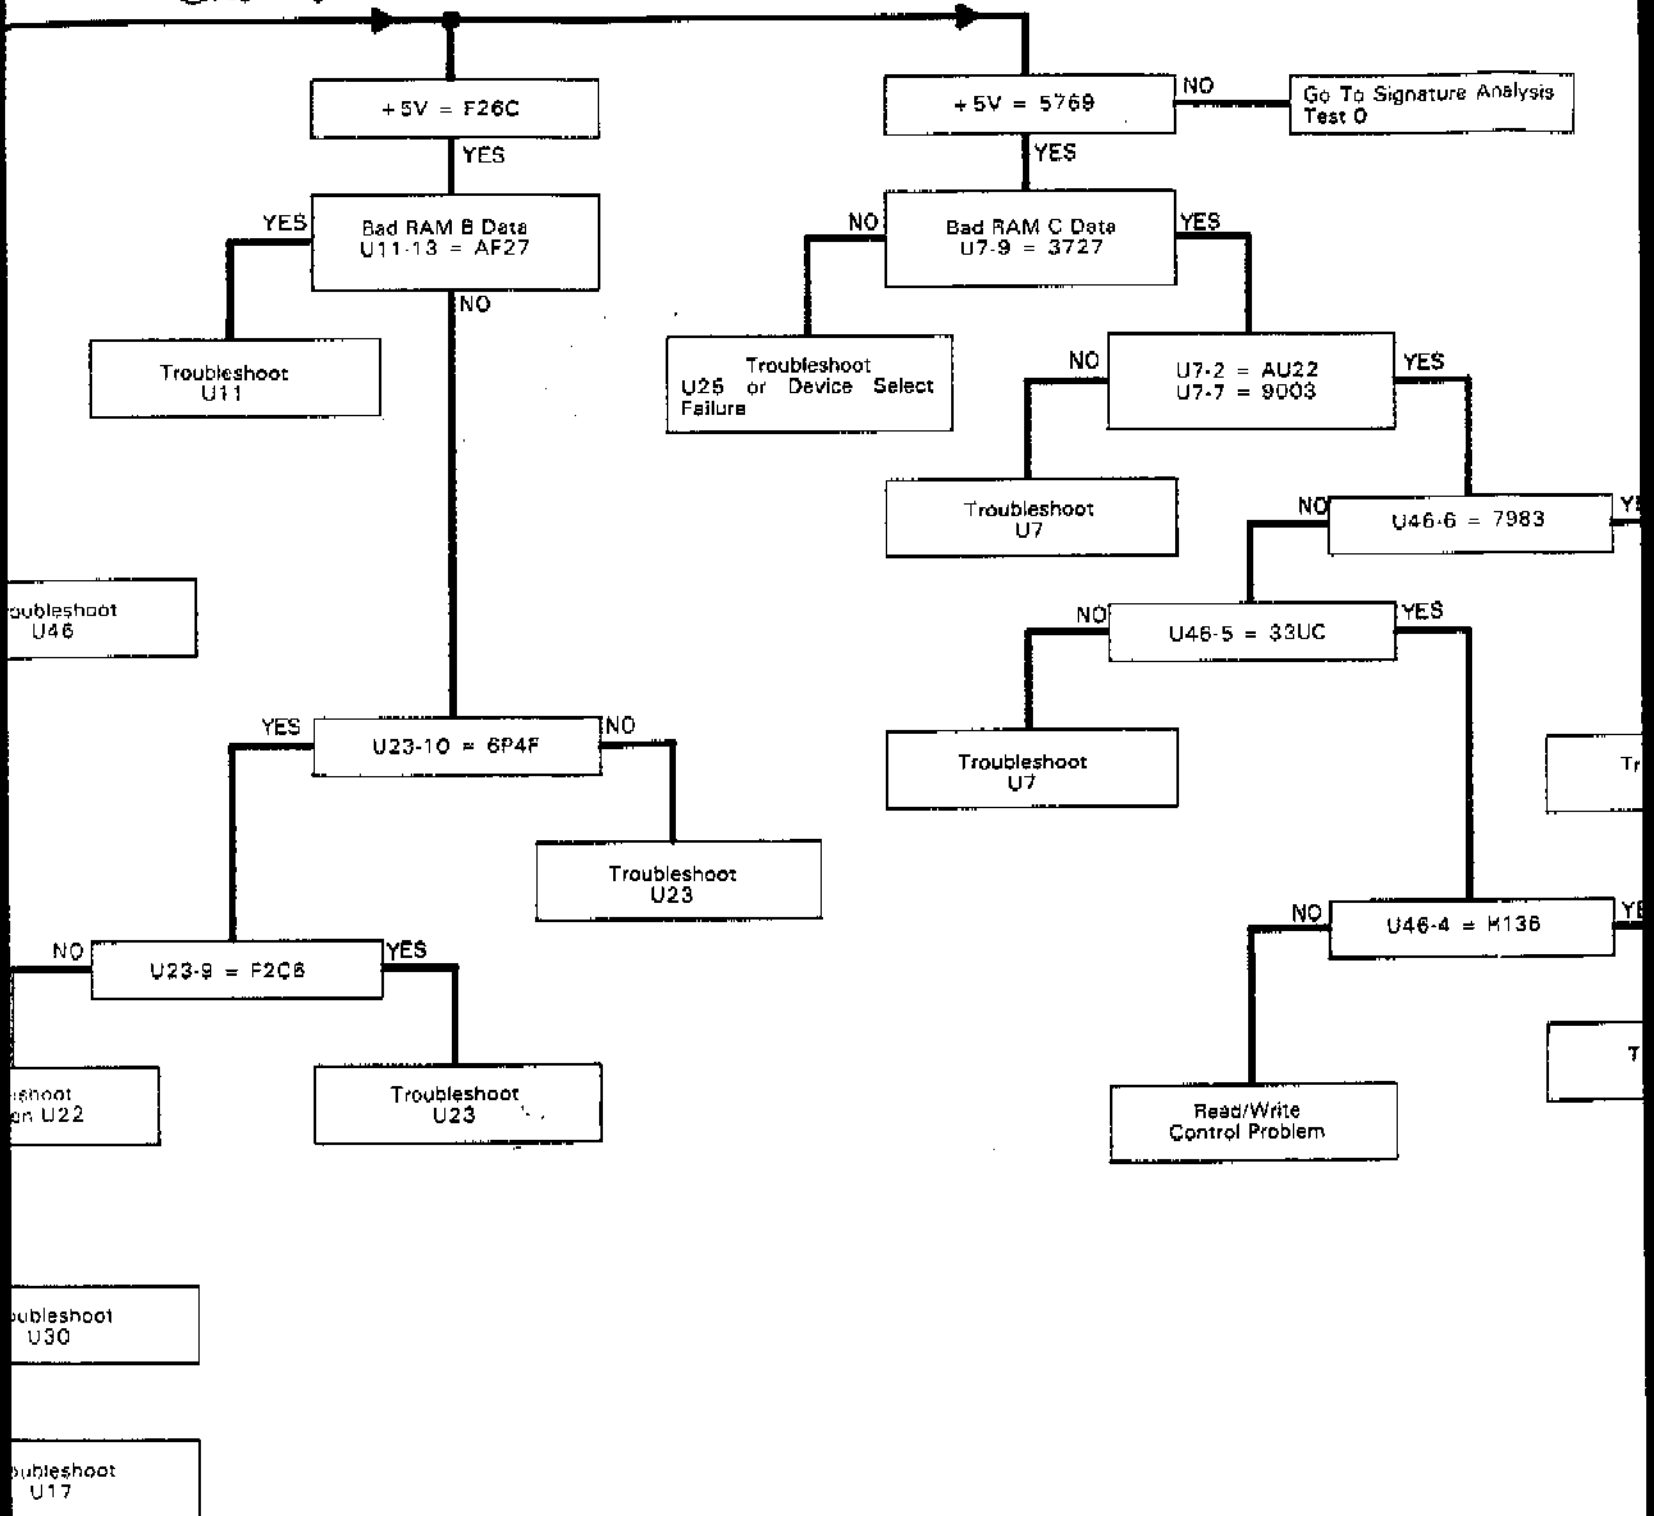 +5V = F26C
YES
YES
Bad RAM B Data
U11-13 = AF27
NO
Troubleshoot
U11
YES
U23-10 = 6P4F
NO
Troubleshoot
U23
NO
U23-9 = F2C6
YES
Troubleshoot
U23
U46
U22
U30
U17
+5V = 5769
NO
Go To Signature Analysis
Test 0
YES
NO
Bad RAM C Data
U7-9 = 3727
YES
Troubleshoot
U25 or Device Select
Failure
NO
U7-2 = AU22
U7-7 = 9003
YES
Troubleshoot
U7
NO
U46-6 = 7983
NO
U46-5 = 33UC
YES
Troubleshoot
U7
NO
U46-4 = H136
Read/Write
Control Problem